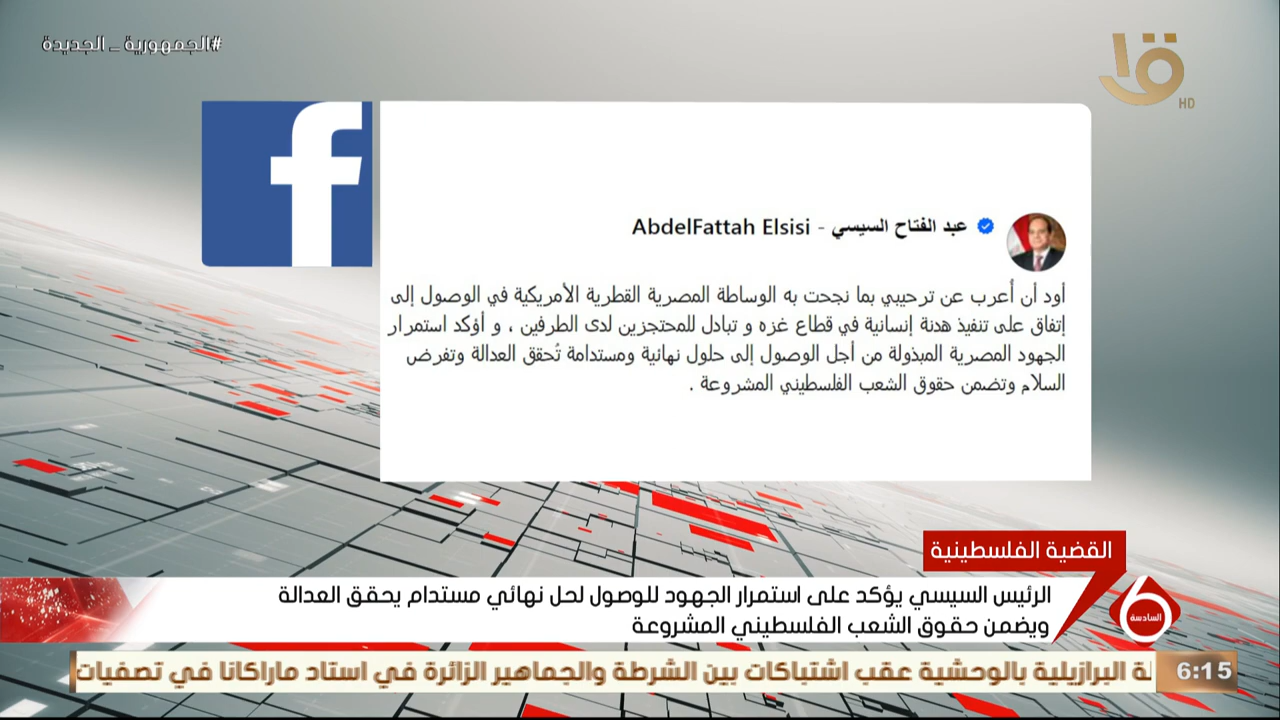 #الجمهورية_الجديدة
HD
عبد الفتاح السيسي - AbdelFattah Elsisi
أود أن أُعرب عن ترحيبي بما نجحت به الوساطة المصرية القطرية الأمريكية في الوصول إلى
إتفاق على تنفيذ هدنة إنسانية في قطاع غزه و تبادل للمحتجزين لدى الطرفين ، و أؤكد استمرار
الجهود المصرية المبذولة من أجل الوصول إلى حلول نهائية ومستدامة تُحقق العدالة وتفرض
السلام وتضمن حقوق الشعب الفلسطيني المشروعة .
القضية الفلسطينية
الرئيس السيسي يؤكد على استمرار الجهود للوصول لحل نهائي مستدام يحقق العدالة
ويضمن حقوق الشعب الفلسطيني المشروعة
السادسة
6:15
البرازيلية بالوحشية عقب اشتباكات بين الشرطة والجماهير الزائرة في استاد ماراكانا في تصفيات